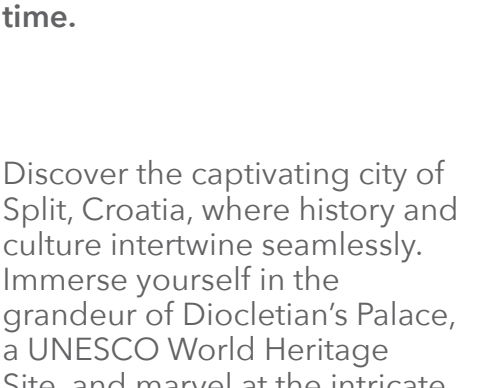 time.
Discover the captivating city of
Split, Croatia, where history and
culture intertwine seamlessly.
Immerse yourself in the
grandeur of Diocletian’s Palace,
a UNESCO World Heritage
Site, and marvel at the intricate